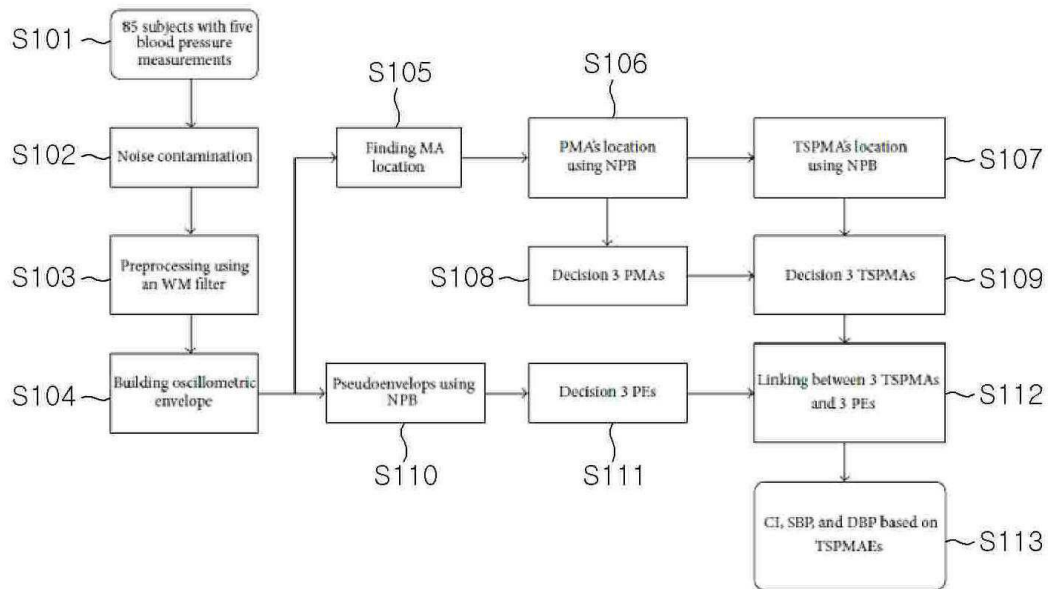 S101
85 subjects with five
blood pressure
measurements
S102
Noise contamination
S103
Preprocessing using
an WM filter
S104
Building oscillometric
envelope
S105
Finding MA
location
S106
PMA's location
using NPB
TSPMA's location
using NPB
S107
S108
Decision 3 PMAs
Decision 3 TSPMAs
S109
Pseudoenvelops using
NPB
S110
Decision 3 PEs
S111
Linking between 3 TSPMAs
and 3 PEs
S112
CI, SBP, and DBP based on
TSPMAEs
S113